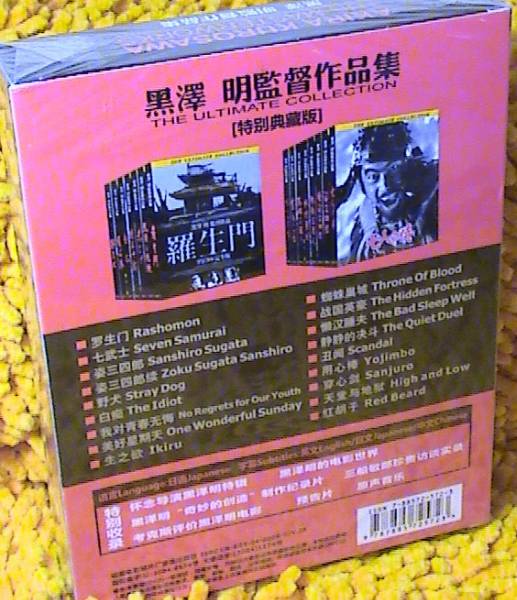 黑澤 明監督作品集
THE ULTIMATE COLLECTION
[特别典藏版]
羅生門
罗生门 Rashomon
七武士 Seven Samurai
姿三四郎 Sanshiro Sugata
姿三四郎续 Zoku Sugata Sanshiro
野犬 Stray Dog
白痴 The Idiot
我对青春无悔 No Regrets for Our Youth
美好星期天 One Wonderful Sunday
生之欲 Ikiru
蜘蛛巢城 Throne Of Blood
战国英豪 The Hidden Fortress
懒汉睡夫 The Bad Sleep Well
静静的决斗 The Quiet Duel
丑闻 Scandal
用心棒 Yojimbo
穿心剑 Sanjuro
天堂与地狱 High and Low
红胡子 Red Beard
语言Language 日语Japanese 字幕Subtitles 英文English/日文Japanese/中文Chinese
特别收录
怀念导演黑泽明特辑 黑泽明的电影世界
黑泽明"奇妙的创造"制作纪录片 三船敏郎珍贵访谈实录
考克斯评价黑泽明电影 预告片 原声音乐